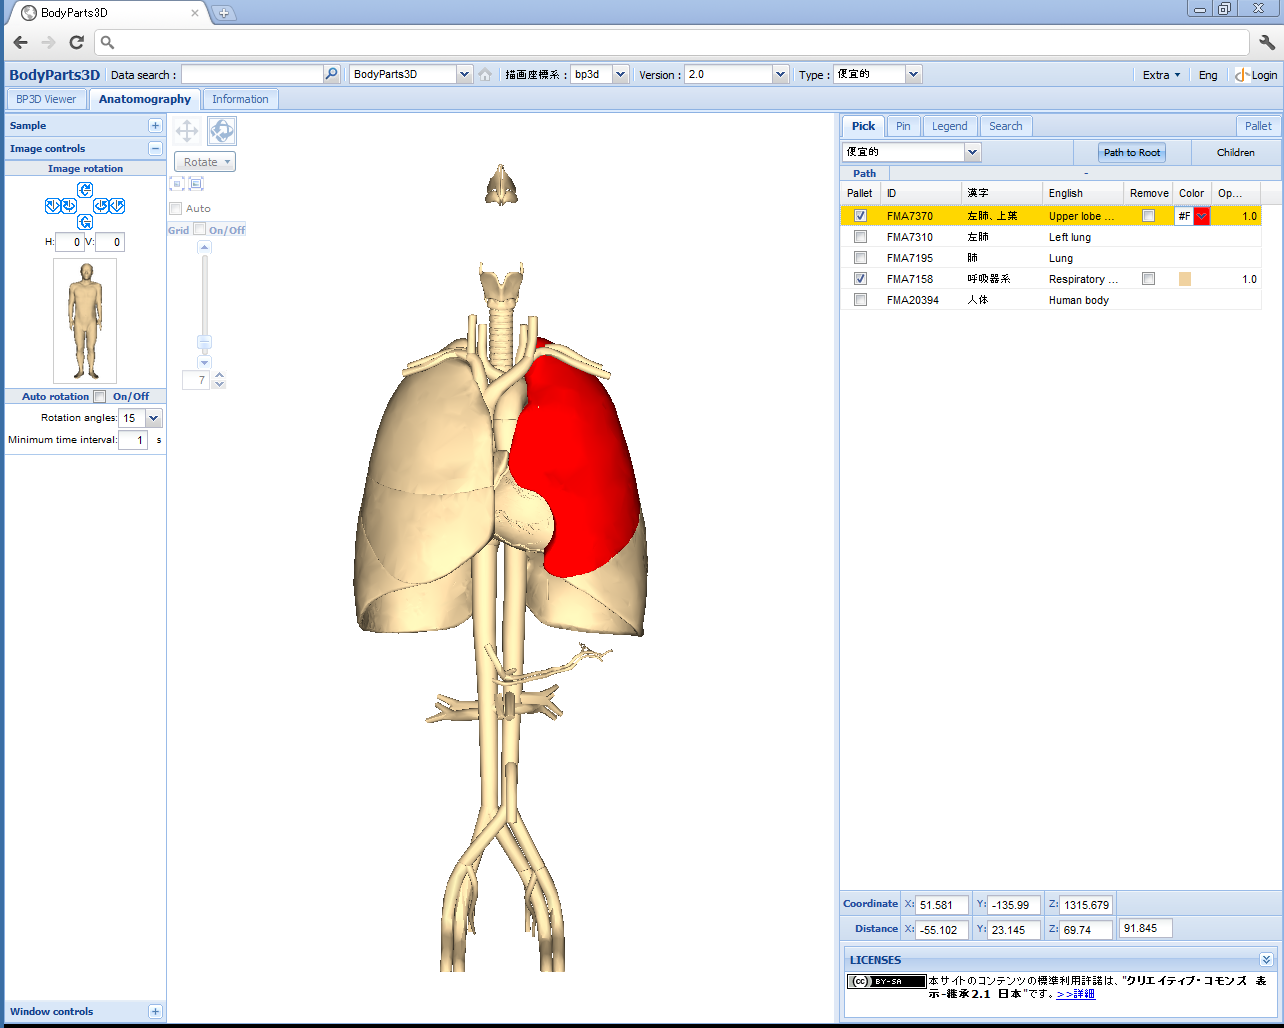 BodyParts3D
BodyParts3D Data search : BodyParts3D 描画座標系 : bp3d Version : 2.0 Type : 便宜的 Extra Eng Login
BP3D Viewer Anatomography Information
Sample
Image controls
Image rotation
H: 0 V: 0
Auto rotation On/Off
Rotation angles: 15
Minimum time interval: 1 s
Window controls
Rotate
Auto
Grid On/Off
7
Pick Pin Legend Search Pallet
便宜的 Path to Root Children
Path -
Pallet ID 漢字 English Remove Color Op...
FMA7370 左肺、上葉 Upper lobe ... #F 1.0
FMA7310 左肺 Left lung
FMA7195 肺 Lung
FMA7158 呼吸器系 Respiratory ... 1.0
FMA20394 人体 Human body
Coordinate X: 51.581 Y: -135.99 Z: 1315.679
Distance X: -55.102 Y: 23.145 Z: 69.74 91.845
LICENSES
(cc) BY-SA 本サイトのコンテンツの標準利用許諾は、"クリエイティブ・コモンズ 表
示-継承2.1 日本"です。>>詳細